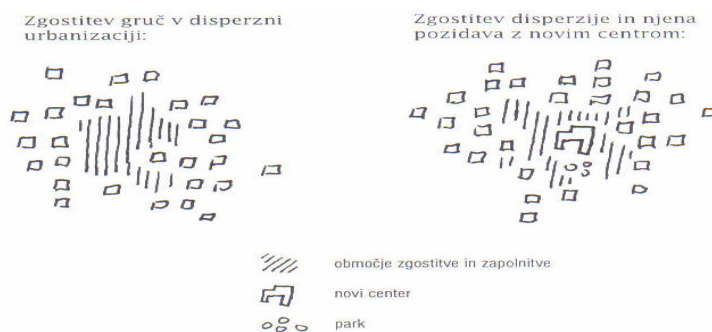 Zgostitev gruč v disperzni
urbanizaciji:
Zgostitev disperzije in njena
pozidava z novim centrom:
območje zgostitve in zapolnitve
novi center
park